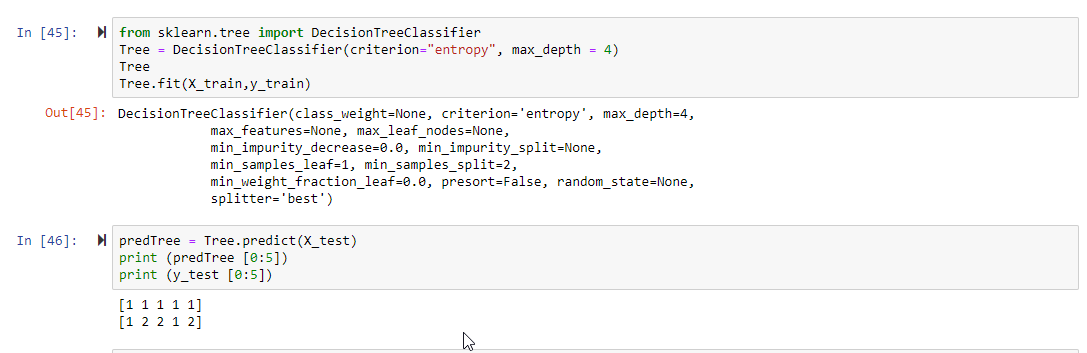 In [45]: from sklearn.tree import DecisionTreeClassifier
Tree = DecisionTreeClassifier(criterion="entropy", max_depth = 4)
Tree
Tree.fit(X_train,y_train)
Out[45]: DecisionTreeClassifier(class_weight=None, criterion='entropy', max_depth=4,
max_features=None, max_leaf_nodes=None,
min_impurity_decrease=0.0, min_impurity_split=None,
min_samples_leaf=1, min_samples_split=2,
min_weight_fraction_leaf=0.0, presort=False, random_state=None,
splitter='best')
In [46]: predTree = Tree.predict(X_test)
print (predTree [0:5])
print (y_test [0:5])
[1 1 1 1 1]
[1 2 2 1 2]